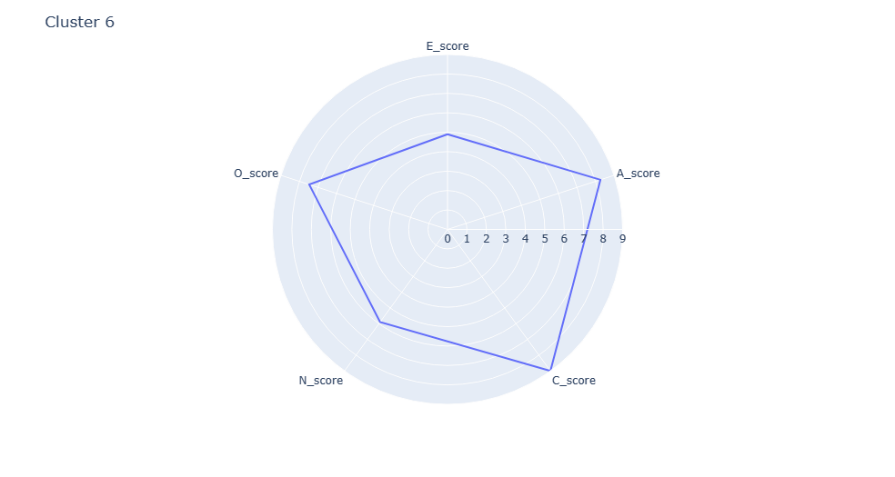 Cluster 6
E_score
O_score
A_score
0 1 2 3 4 5 6 7 8 9
N_score
C_score